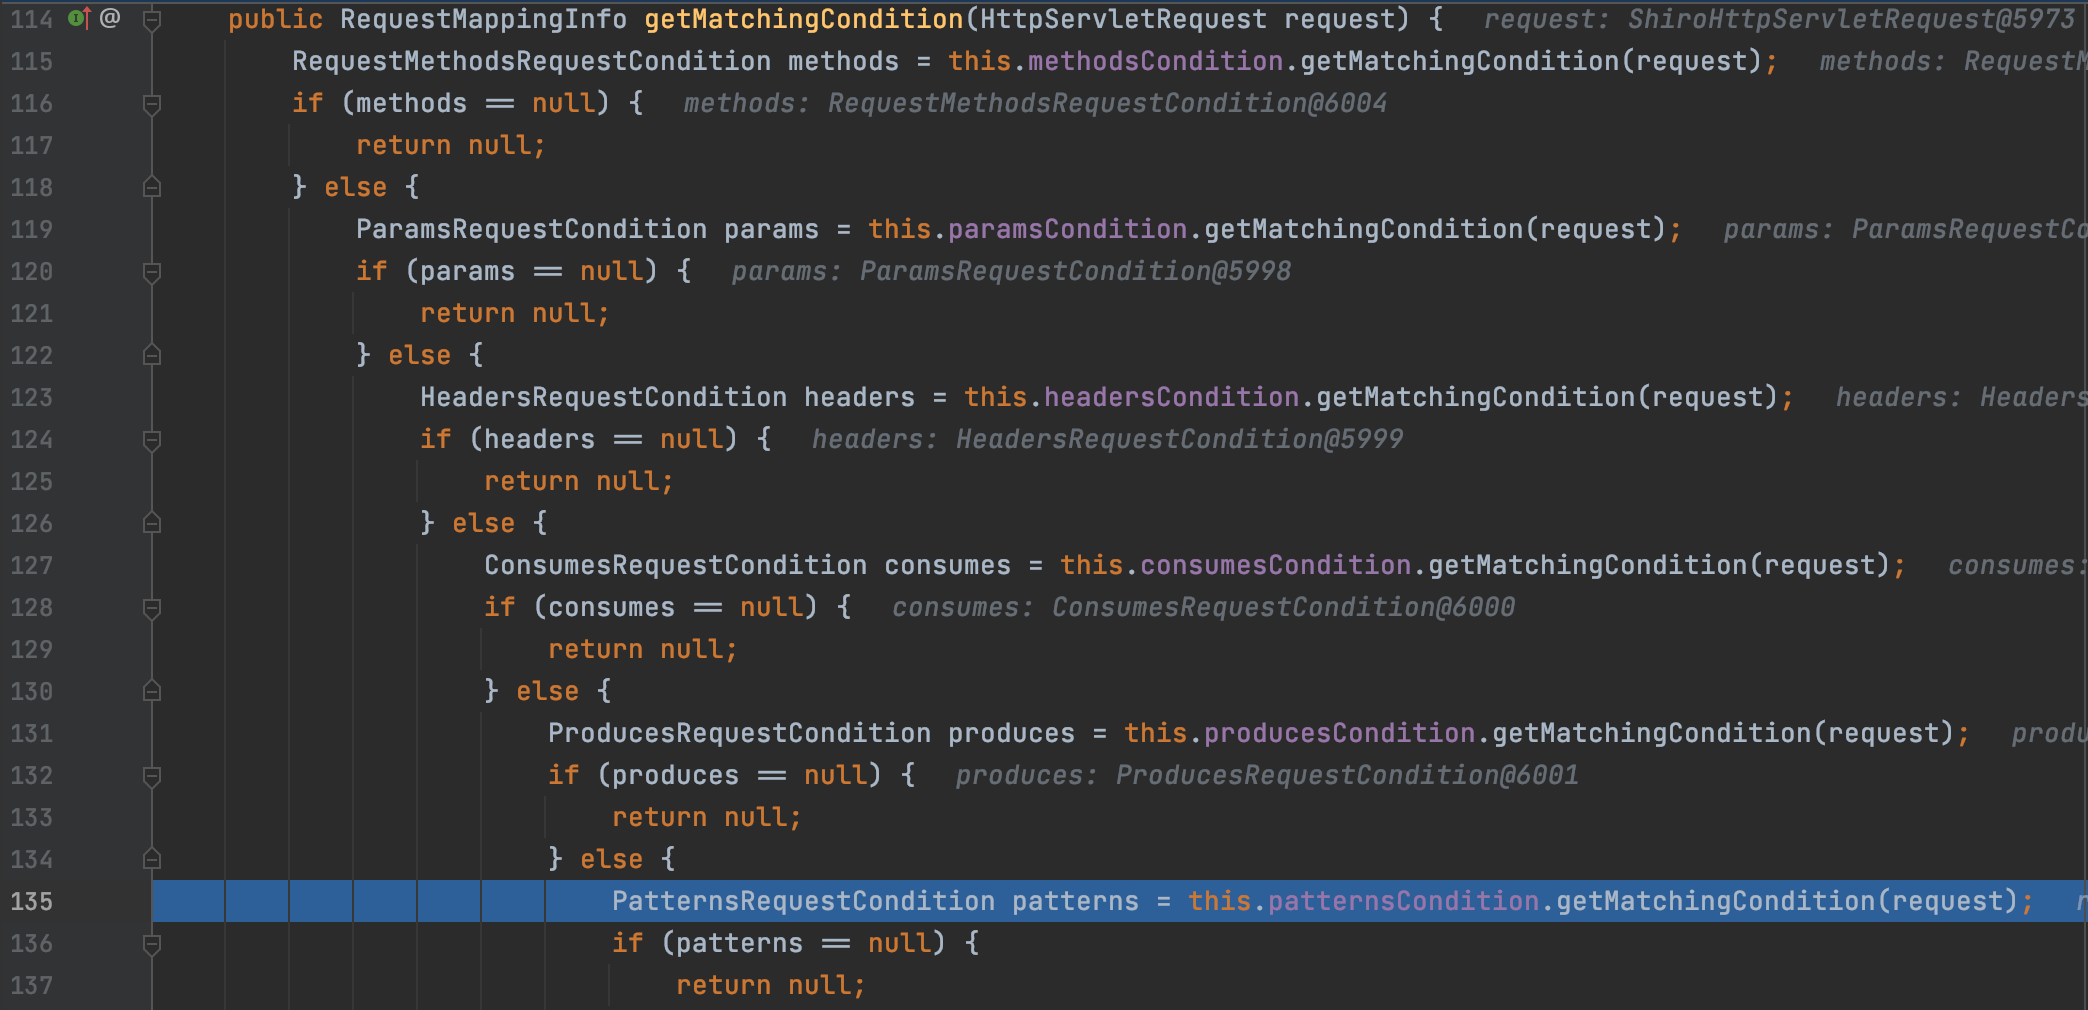 114 @ public RequestMappingInfo getMatchingCondition(HttpServletRequest request) { request: ShiroHttpServletRequest@5973
115 RequestMethodsRequestCondition methods = this.methodsCondition.getMatchingCondition(request); methods: RequestM
116 if (methods == null) { methods: RequestMethodsRequestCondition@6004
117 return null;
118 } else {
119 ParamsRequestCondition params = this.paramsCondition.getMatchingCondition(request); params: ParamsRequestCo
120 if (params == null) { params: ParamsRequestCondition@5998
121 return null;
122 } else {
123 HeadersRequestCondition headers = this.headersCondition.getMatchingCondition(request); headers: Headers
124 if (headers == null) { headers: HeadersRequestCondition@5999
125 return null;
126 } else {
127 ConsumesRequestCondition consumes = this.consumesCondition.getMatchingCondition(request); consumes:
128 if (consumes == null) { consumes: ConsumesRequestCondition@6000
129 return null;
130 } else {
131 ProducesRequestCondition produces = this.producesCondition.getMatchingCondition(request); produ
132 if (produces == null) { produces: ProducesRequestCondition@6001
133 return null;
134 } else {
135 PatternsRequestCondition patterns = this.patternsCondition.getMatchingCondition(request);
136 if (patterns == null) {
137 return null;